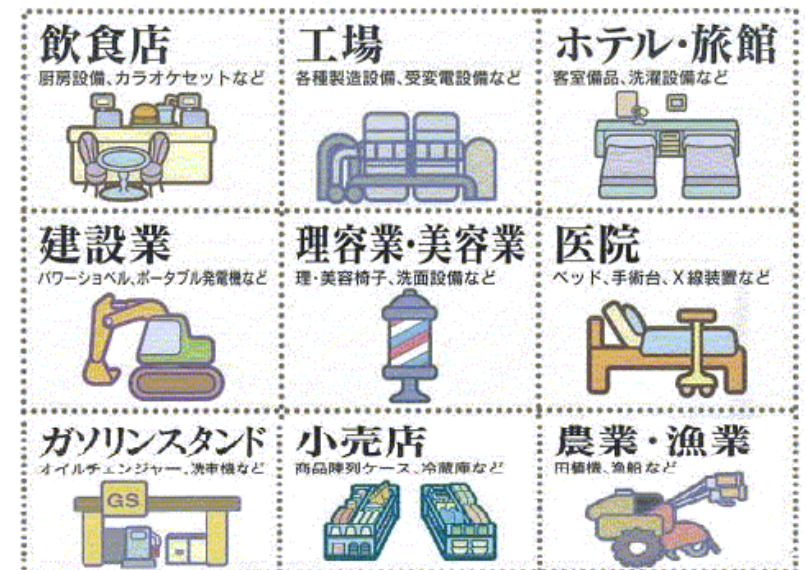 飲食店
厨房設備、カラオケセットなど
工場
各種製造設備、受変電設備など
ホテル・旅館
客室備品、洗濯設備など
建設業
パワーショベル、ポータブル発電機など
理容業・美容業
理・美容椅子、洗面設備など
医院
ベッド、手術台、X線装置など
ガソリンスタンド
オイルチェンジャー、洗車機など
GS
小売店
商品陳列ケース、冷蔵庫など
農業・漁業
田植機、漁船など